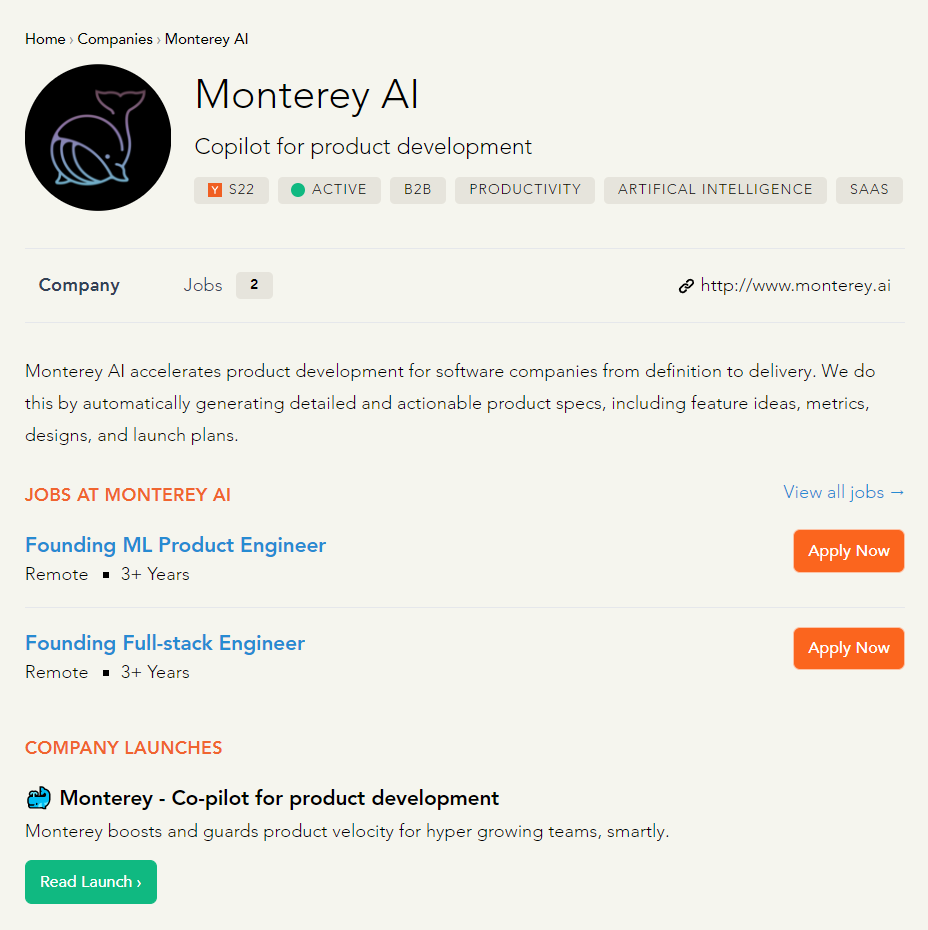 Home › Companies › Monterey AI
Monterey AI
Copilot for product development
Y S22 ACTIVE B2B PRODUCTIVITY ARTIFICAL INTELLIGENCE SAAS
Company Jobs 2 http://www.monterey.ai
Monterey AI accelerates product development for software companies from definition to delivery. We do
this by automatically generating detailed and actionable product specs, including feature ideas, metrics,
designs, and launch plans.
JOBS AT MONTEREY AI View all jobs →
Founding ML Product Engineer
Remote ▪ 3+ Years
Apply Now
Founding Full-stack Engineer
Remote ▪ 3+ Years
Apply Now
COMPANY LAUNCHES
🐳 Monterey - Co-pilot for product development
Monterey boosts and guards product velocity for hyper growing teams, smartly.
Read Launch ›